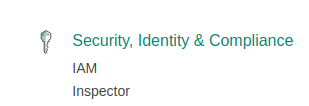 Security, Identity & Compliance
IAM
Inspector